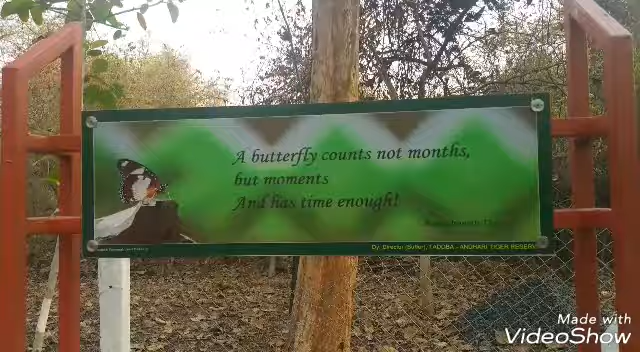 A butterfly counts not months,
but moments
And has time enough!
Dy. Director (Buffer), TADOBA - ANDHARI TIGER RESERVE
Made with
VideoShow